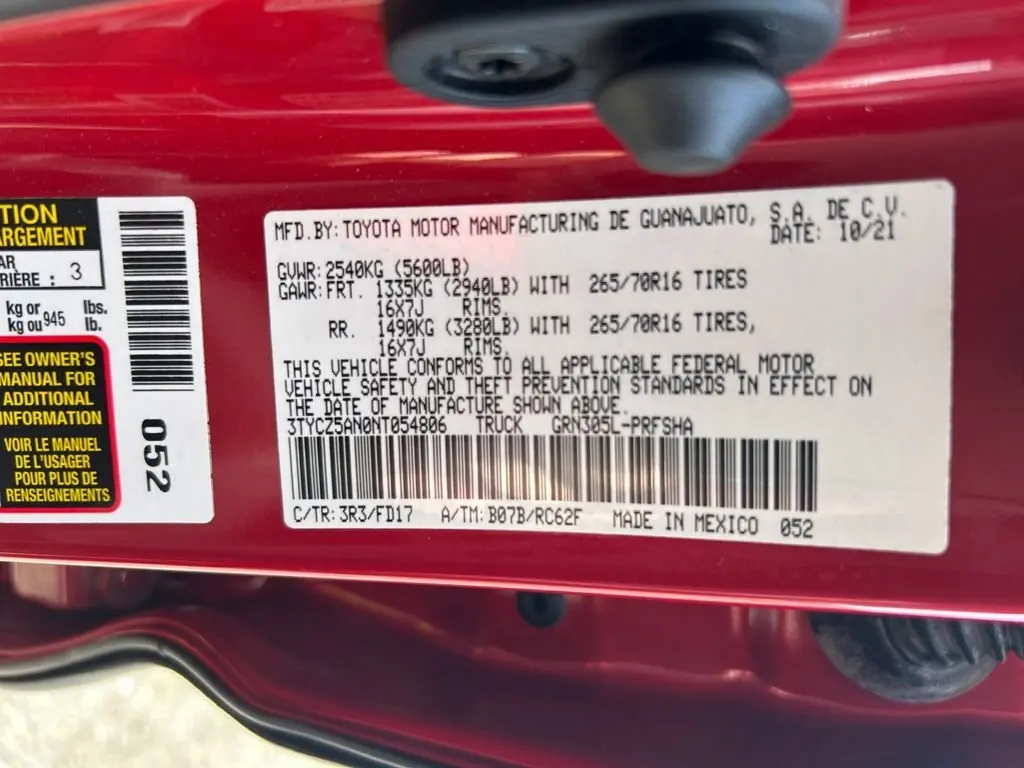 TION
ARGEMENT
AR
RIÈRE : 3
kg or lbs.
kg ou 945 lb.
SEE OWNER'S
MANUAL FOR
ADDITIONAL
INFORMATION
VOIR LE MANUEL
DE L'USAGER
POUR PLUS DE
RENSEIGNEMENTS
052
MFD.BY:TOYOTA MOTOR MANUFACTURING DE GUANAJUATO, S.A. DE C.V.
DATE: 10/21
GVWR:2540KG (5600LB)
GAWR:FRT. 1335KG (2940LB) WITH 265/70R16 TIRES
16X7J RIMS.
RR. 1490KG (3280LB) WITH 265/70R16 TIRES,
16X7J RIMS.
THIS VEHICLE CONFORMS TO ALL APPLICABLE FEDERAL MOTOR
VEHICLE SAFETY AND THEFT PREVENTION STANDARDS IN EFFECT ON
THE DATE OF MANUFACTURE SHOWN ABOVE.
3TYCZ5AN0NT054806 TRUCK GRN305L-PRFSHA
C/TR:3R3/FD17 A/TM:B07B/RC62F MADE IN MEXICO 052